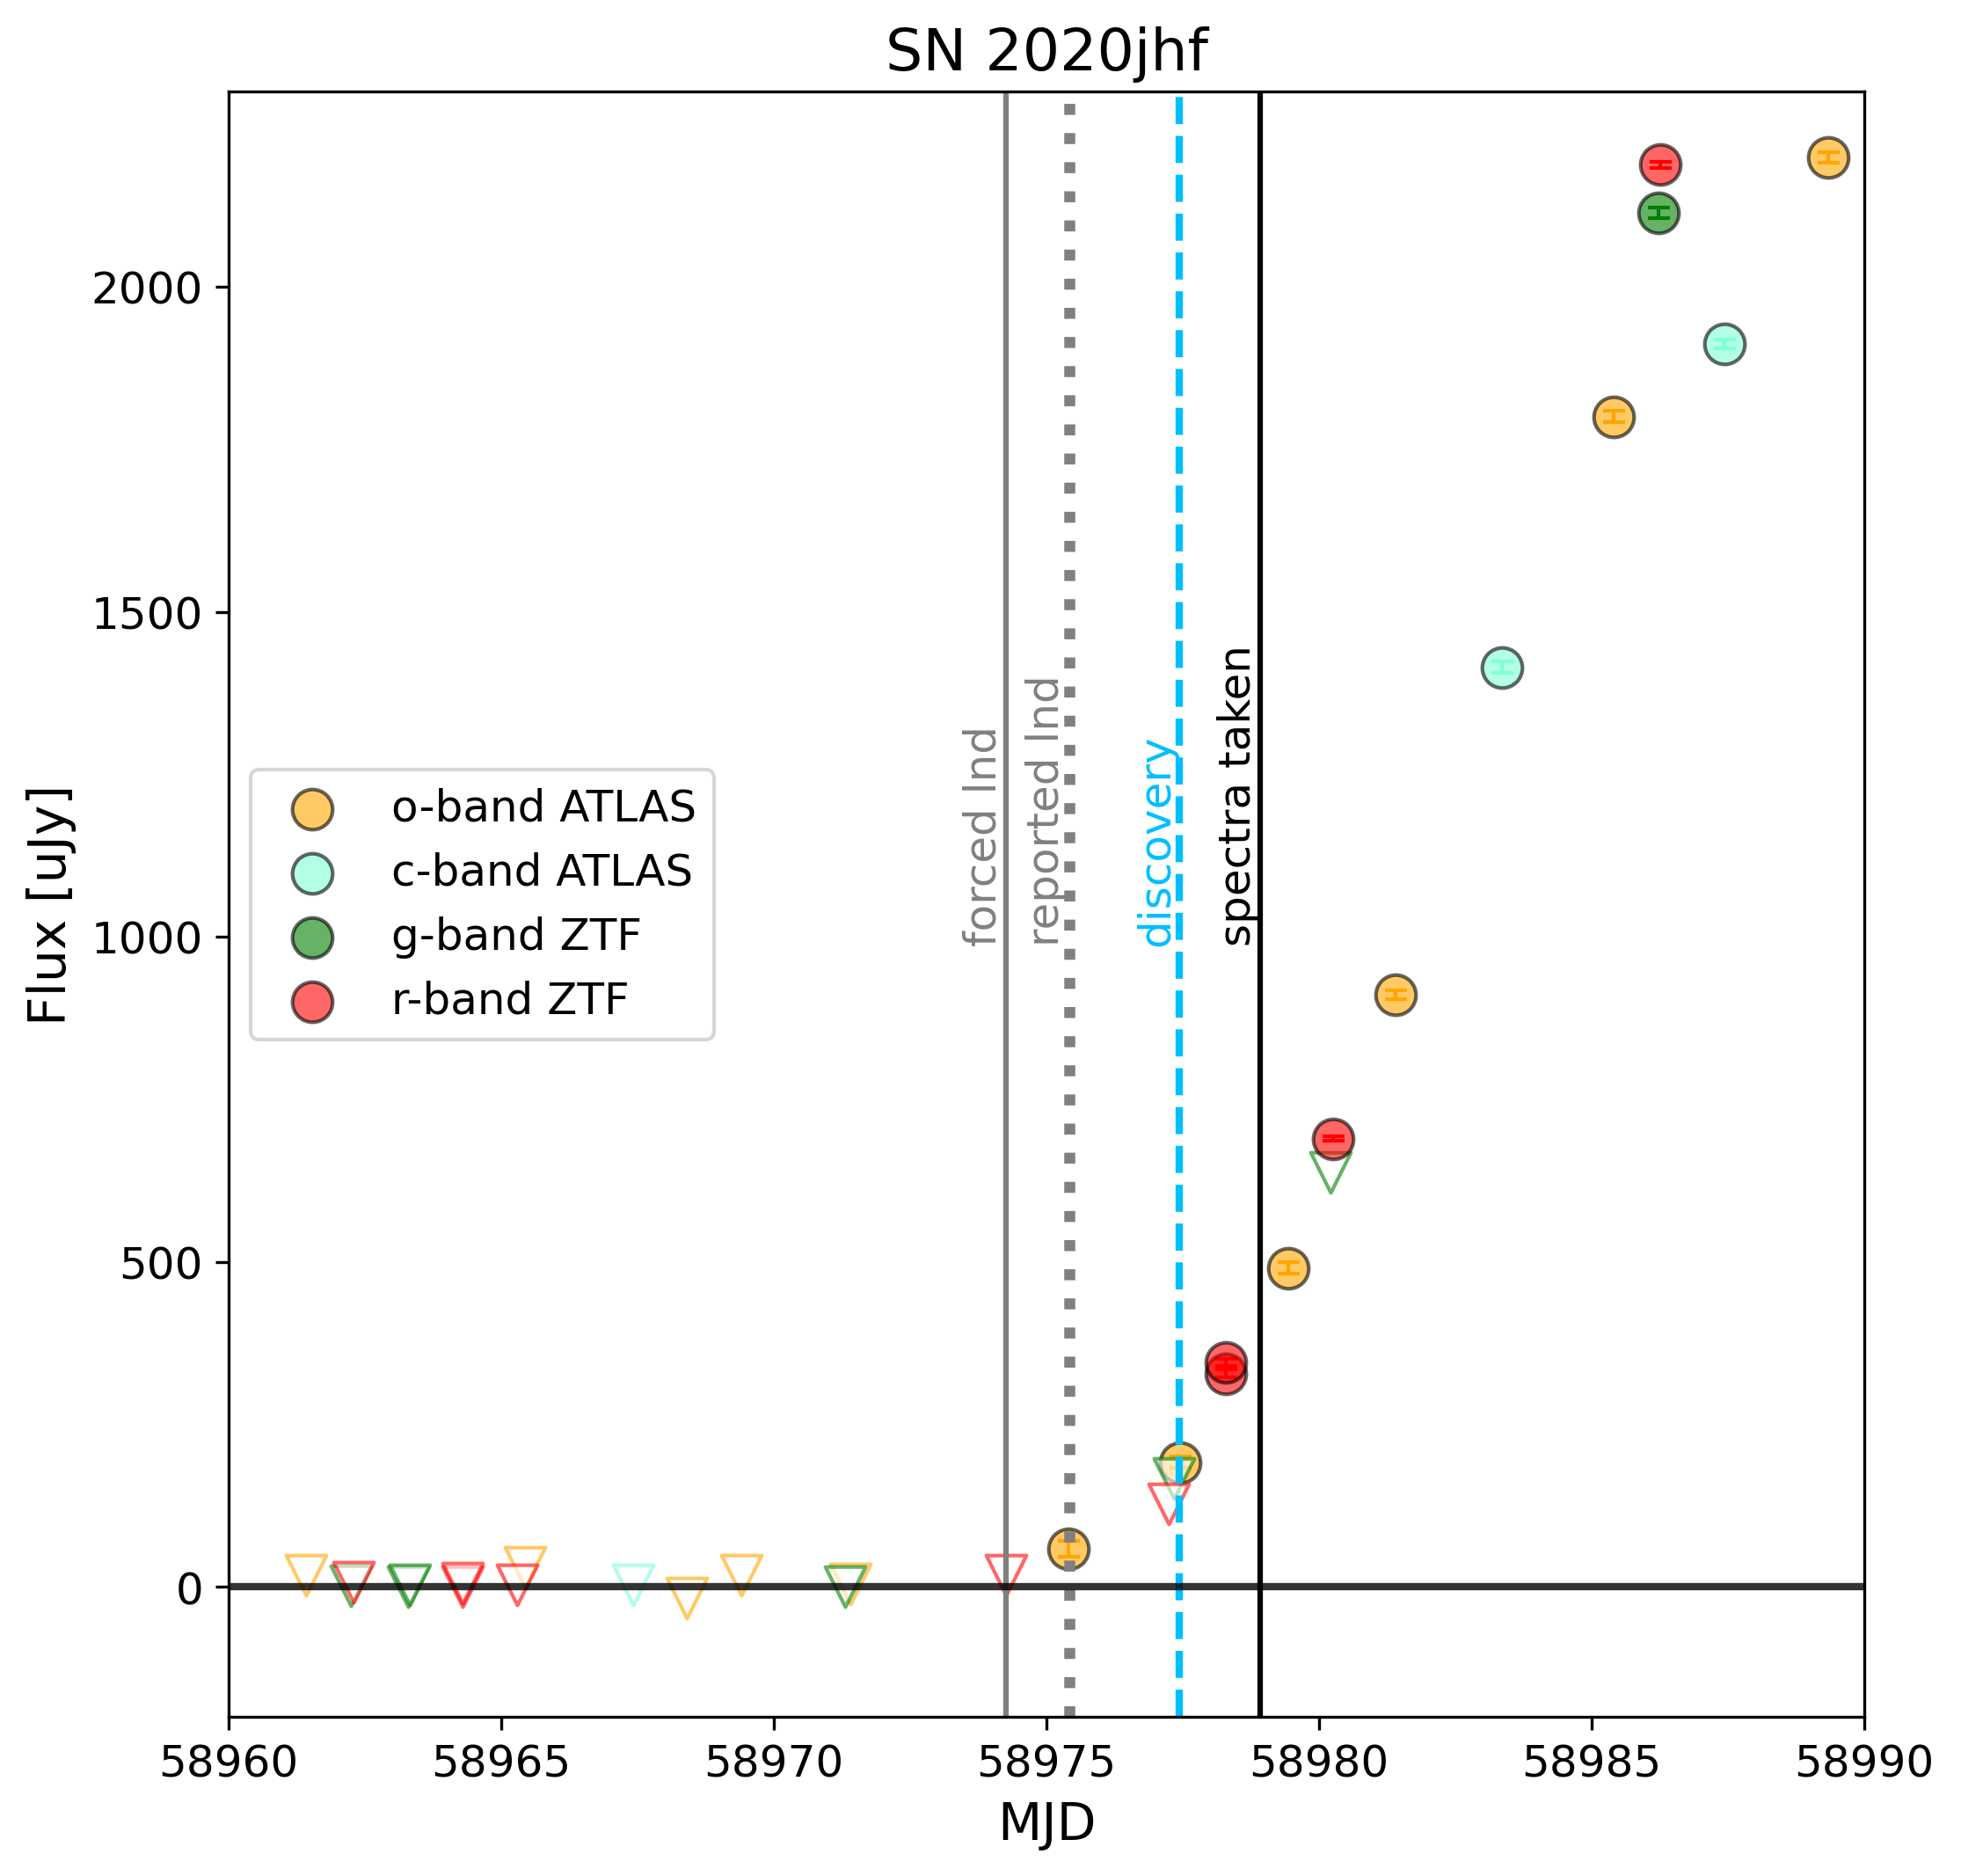 SN 2020jhf
Flux [uJy]
2000
1500
1000
500
0
forced lnd
reported lnd
discovery
spectra taken
o-band ATLAS
c-band ATLAS
g-band ZTF
r-band ZTF
58960 58965 58970 58975 58980 58985 58990
MJD